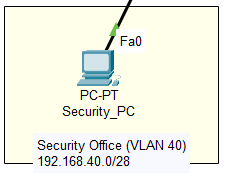 Fa0
PC-PT
Security_PC
Security Office (VLAN 40)
192.168.40.0/28